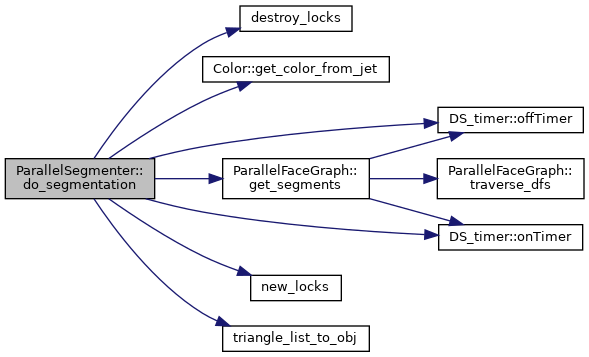 destroy_locks
Color::get_color_from_jet
DS_timer::offTimer
ParallelSegmenter::
do_segmentation
ParallelFaceGraph::
get_segments
ParallelFaceGraph::
traverse_dfs
DS_timer::onTimer
new_locks
triangle_list_to_obj